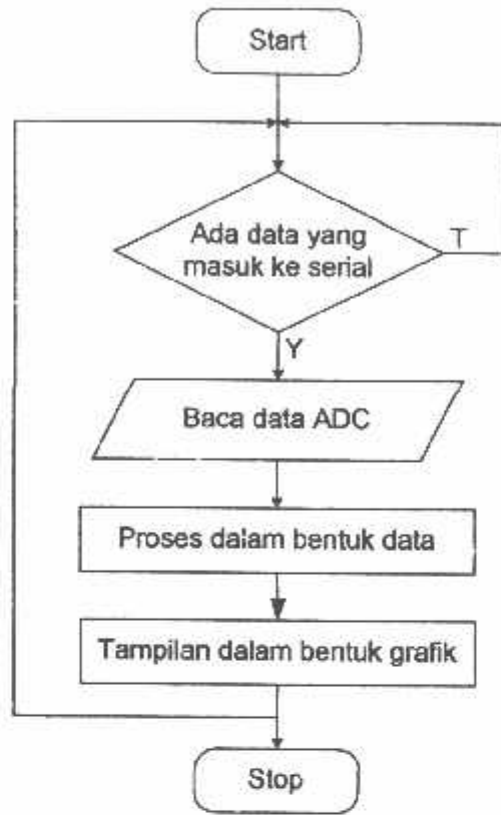 Start
Ada data yang
masuk ke serial
T
Y
Baca data ADC
Proses dalam bentuk data
Tampilan dalam bentuk grafik
Stop